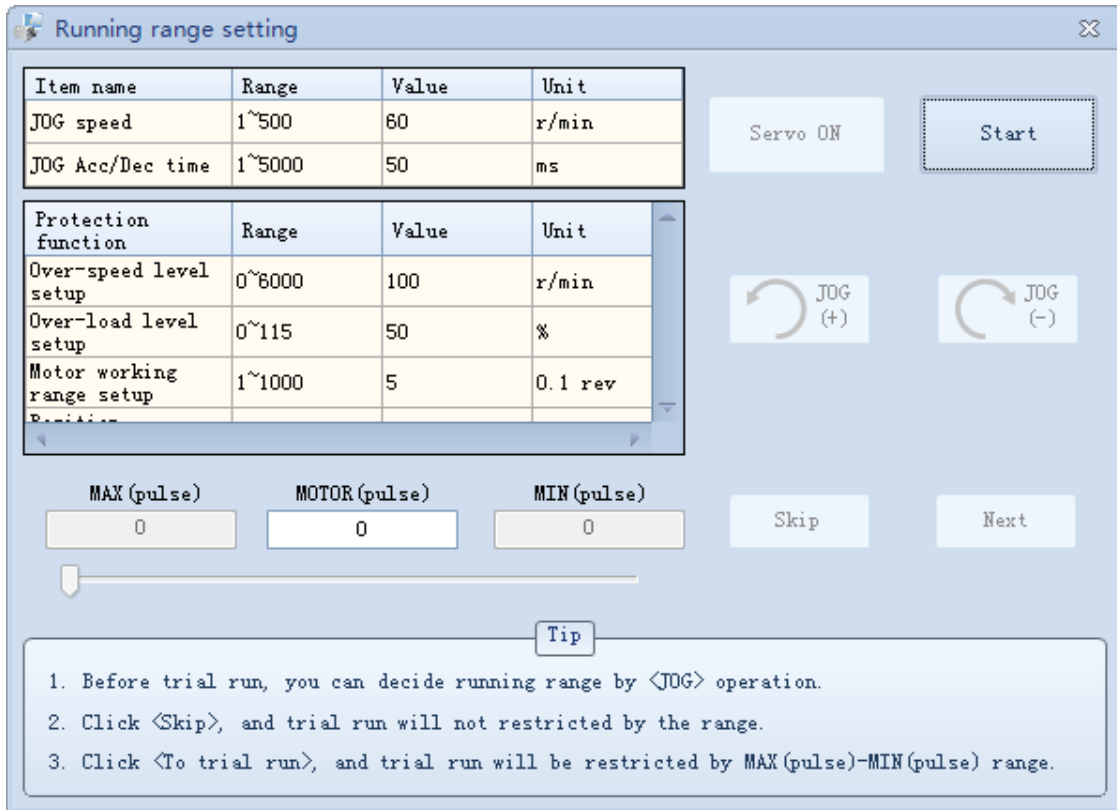 Running range setting
Item name Range Value Unit
JOG speed 1~500 60 r/min
JOG Acc/Dec time 1~5000 50 ms
Servo ON Start
Protection
function Range Value Unit
Over-speed level
setup 0~6000 100 r/min
Over-load level
setup 0~115 50 %
Motor working
range setup 1~1000 5 0.1 rev
JOG
(+)
JOG
(-)
MAX(pulse) MOTOR(pulse) MIN(pulse)
0 0 0
Skip Next
Tip
1. Before trial run, you can decide running range by <JOG> operation.
2. Click <Skip>, and trial run will not restricted by the range.
3. Click <To trial run>, and trial run will be restricted by MAX(pulse)-MIN(pulse) range.